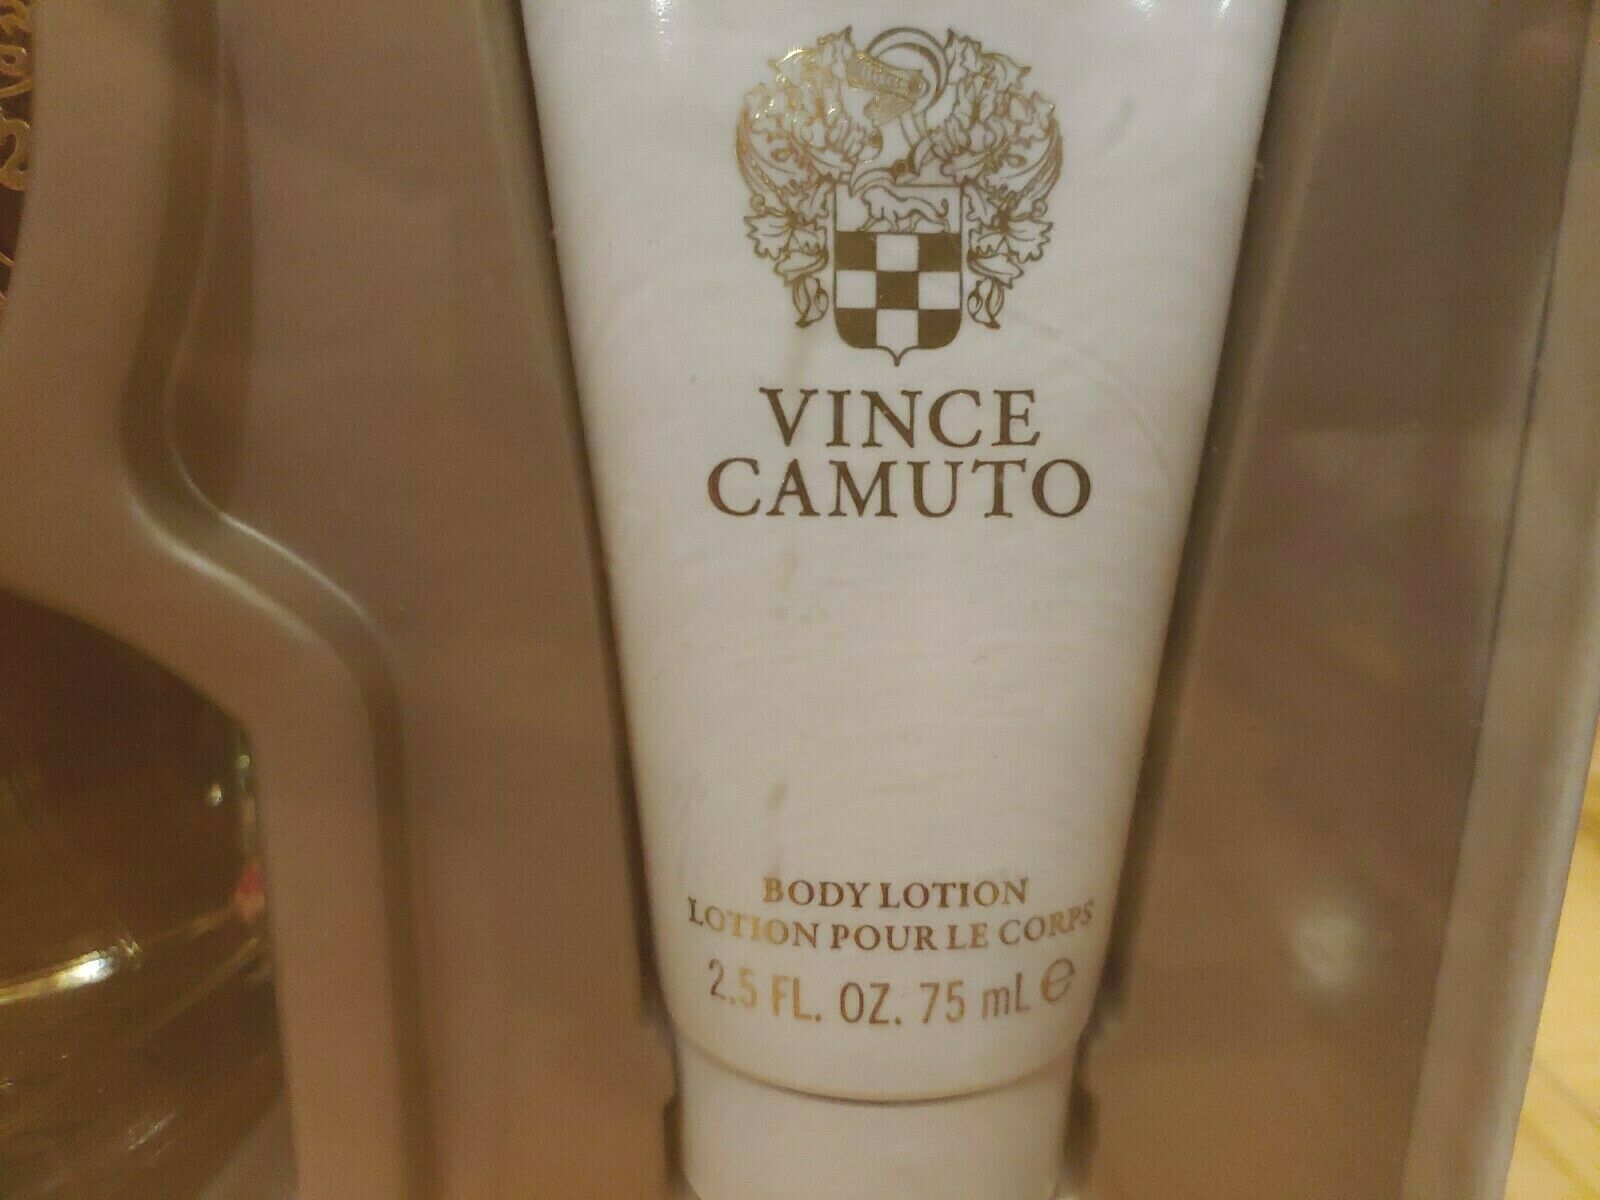 VINCE
CAMUTO
BODY LOTION
LOTION POUR LE CORPS
2.5 FL. OZ. 75 mL ℮